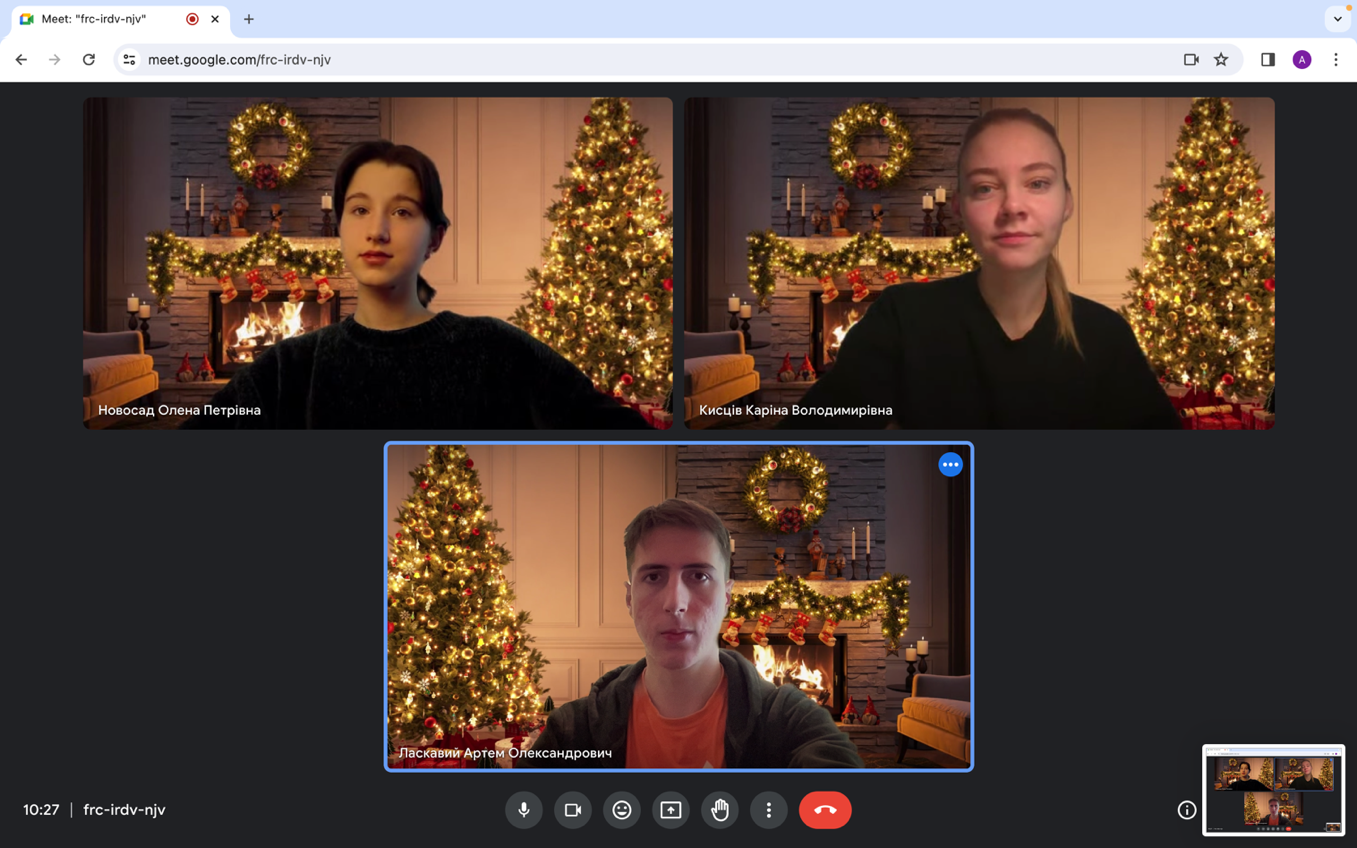 Meet: "frc-irdv-njv"
meet.google.com/frc-irdv-njv
A
Новосад Олена Петрівна
Кисців Каріна Володимирівна
Ласкавий Артем Олександрович
10:27 | frc-irdv-njv